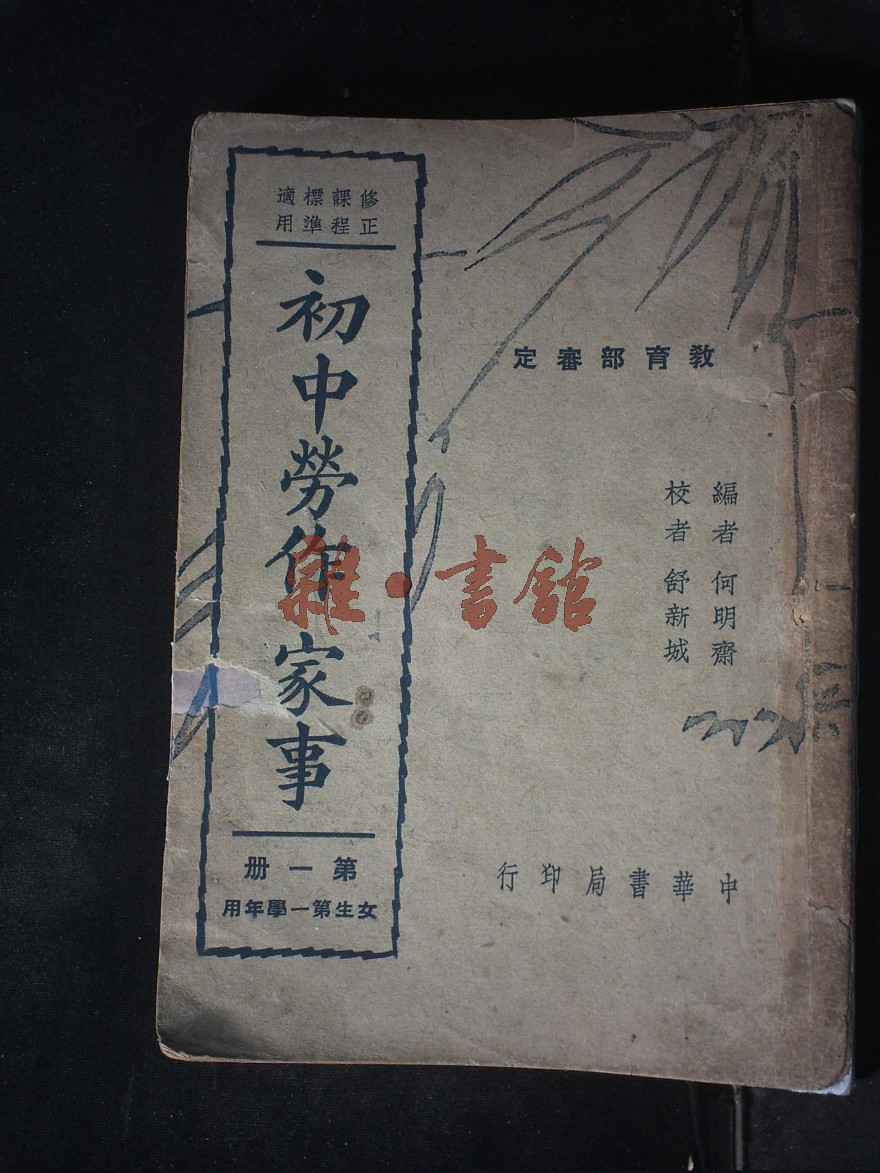 修正課程標準適用
初中勞作 家事
第一册
女生第一學年用
教育部審定
編者 何明齋
校者 舒新城
中華書局印行
雜·書館